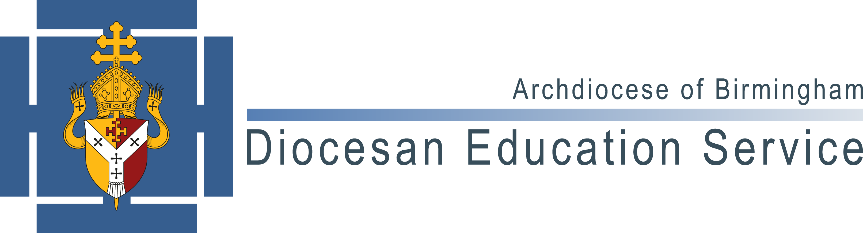 Archdiocese of Birmingham
Diocesan Education Service